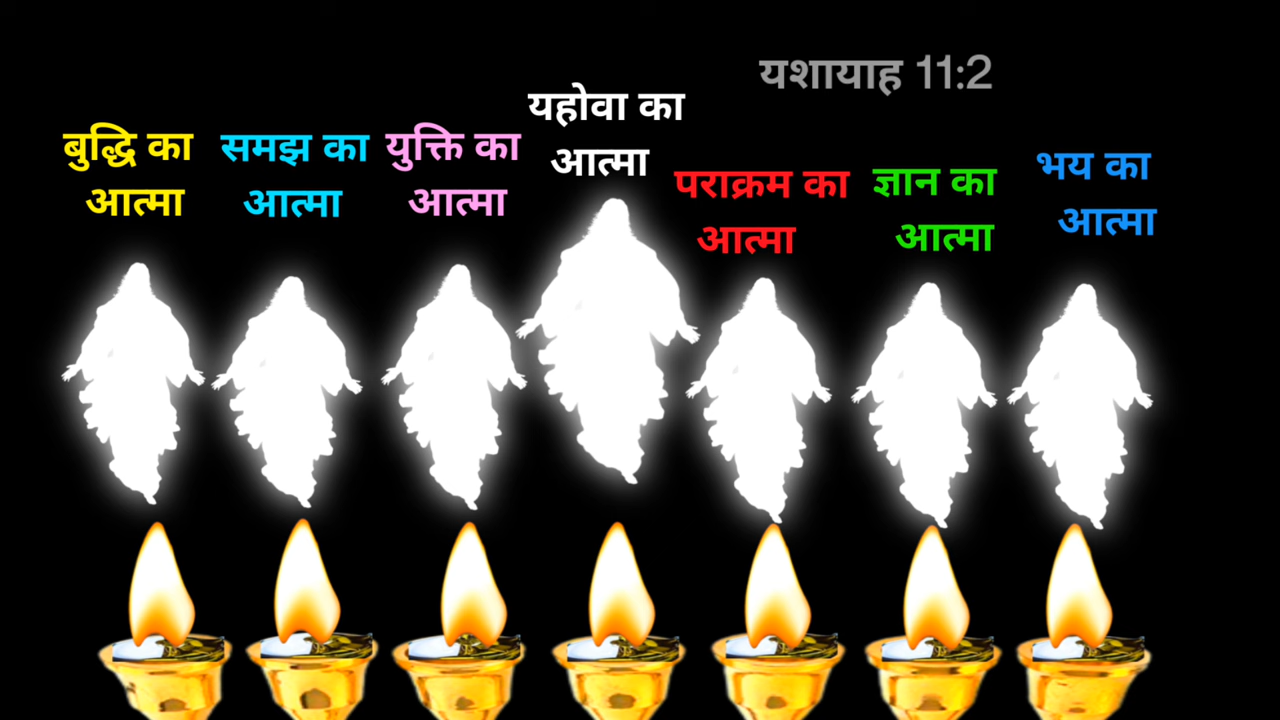 यशायाह 11:2
बुद्धि का
आत्मा
समझ का
आत्मा
युक्ति का
आत्मा
यहोवा का
आत्मा
पराक्रम का
आत्मा
ज्ञान का
आत्मा
भय का
आत्मा